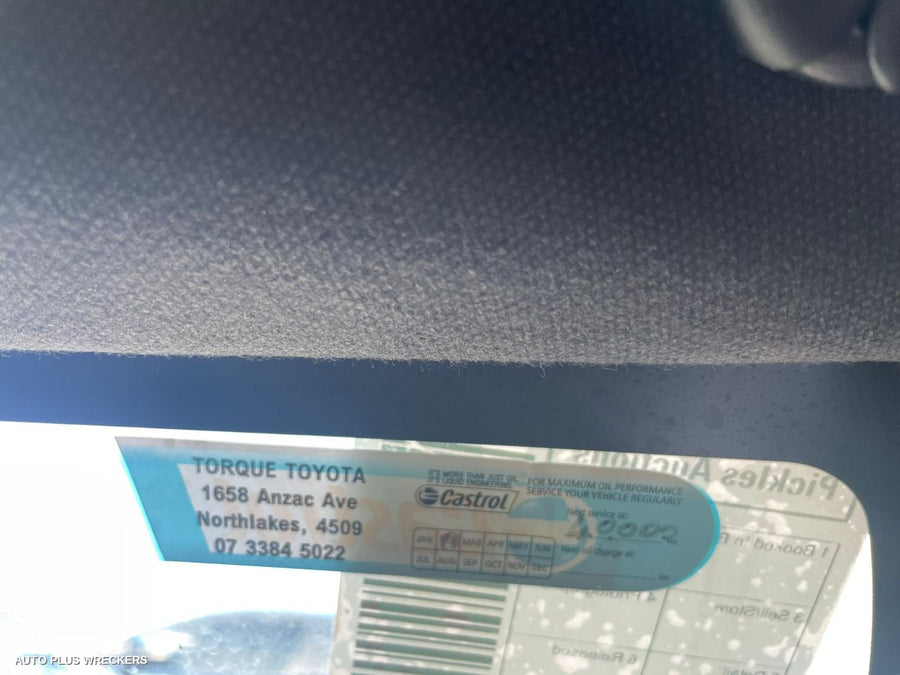 TORQUE TOYOTA
1658 Anzac Ave
Northlakes, 4509
07 3384 5022
IT'S MORE THAN JUST OIL.
IT'S LIQUID ENGINEERING.
Castrol
FOR MAXIMUM OIL PERFORMANCE
SERVICE YOUR VEHICLE REGULARLY
Next service at:
Next oil change at:
JAN FEB MAR APR MAY JUN
JUL AUG SEP OCT NOV DEC
Pickles Auctions
1 Booked In
3 Sell/Store
4
6 Released
AUTO PLUS WRECKERS